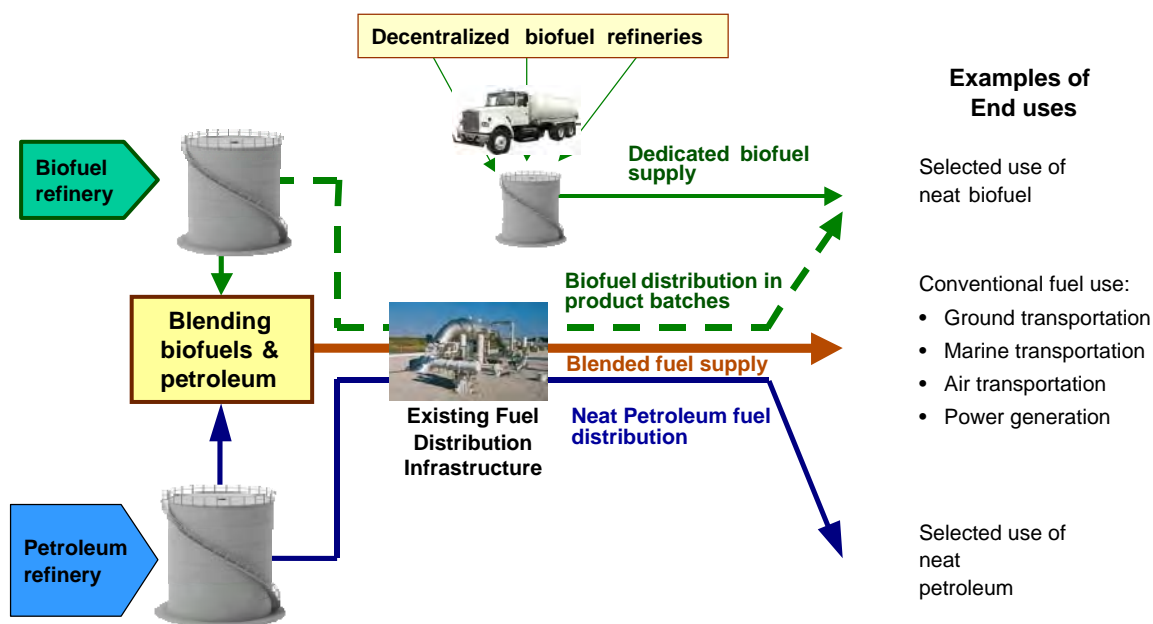 Decentralized biofuel refineries
Examples of
End uses
Biofuel
refinery
Dedicated biofuel
supply
Selected use of
neat biofuel
Biofuel distribution in
product batches
Blending
biofuels &
petroleum
Blended fuel supply
Conventional fuel use:
• Ground transportation
• Marine transportation
• Air transportation
• Power generation
Existing Fuel
Distribution
Infrastructure
Neat Petroleum fuel
distribution
Petroleum
refinery
Selected use of
neat
petroleum